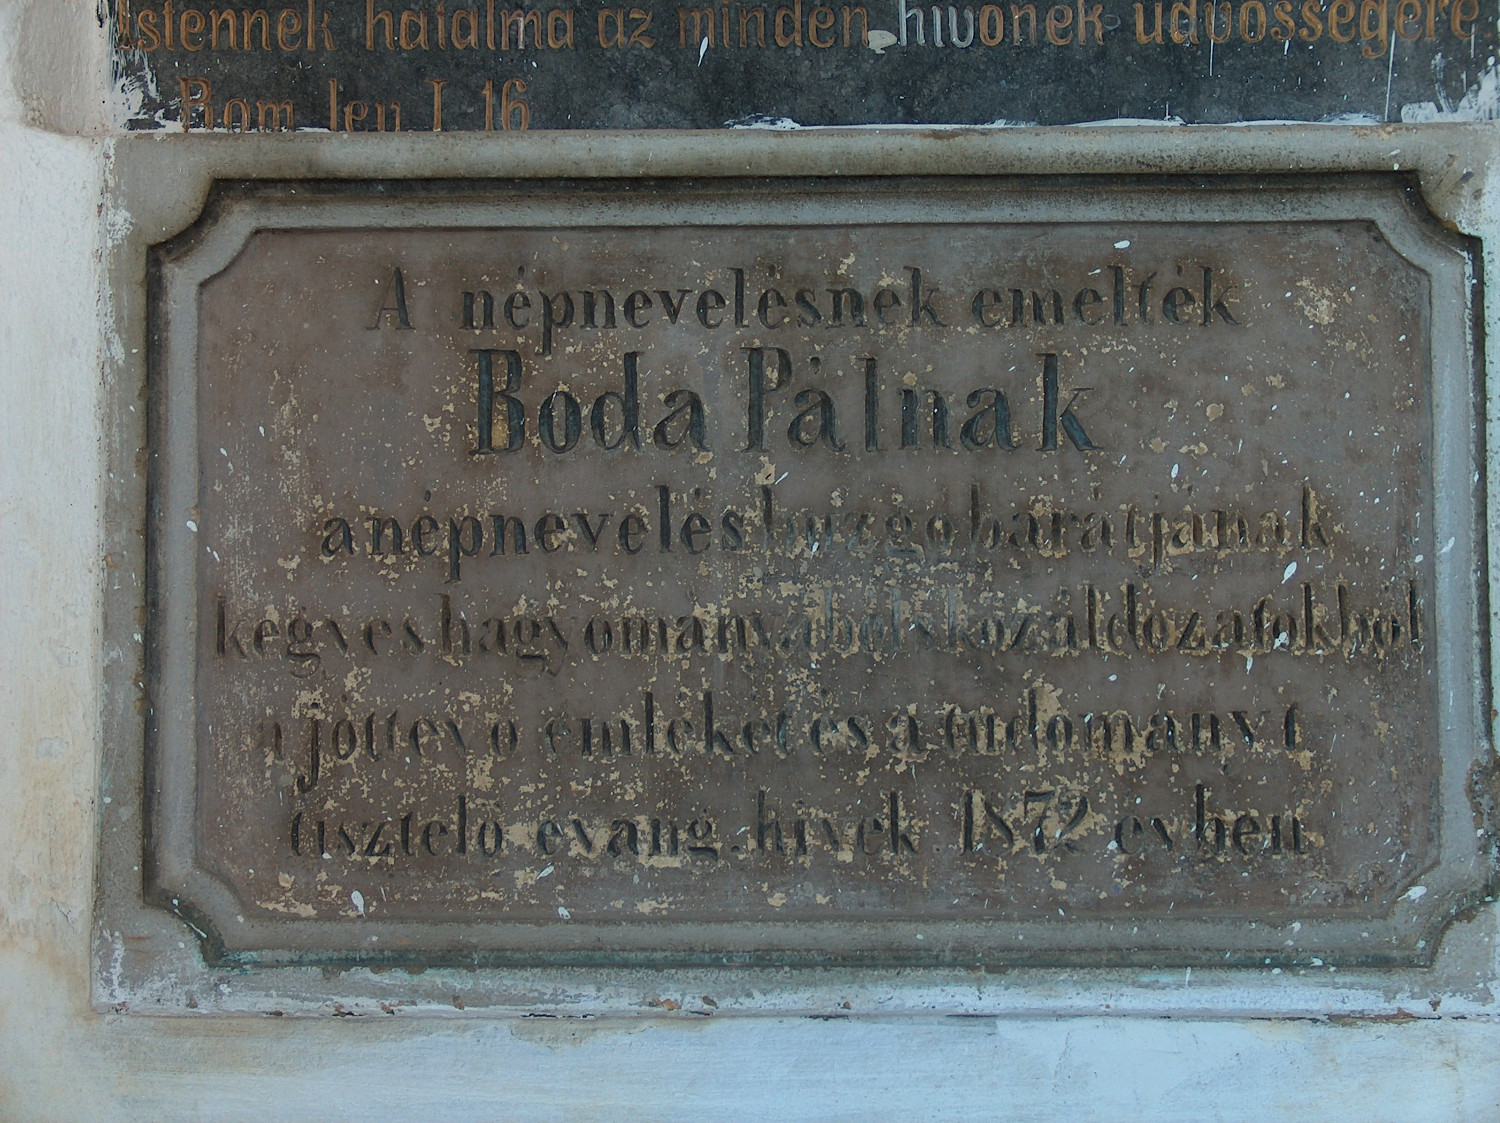 Istennek hatalma az minden hivőnek üdvösségére.
Rom lev I 16
A népnevelésnek emelték
Boda Pálnak
a népnevelés buzgó barátjának
kegyes hagyományából s közáldozatokból
a jóttevő emlékét és a tudományt
tisztelő evang. hívek. 1872 évben